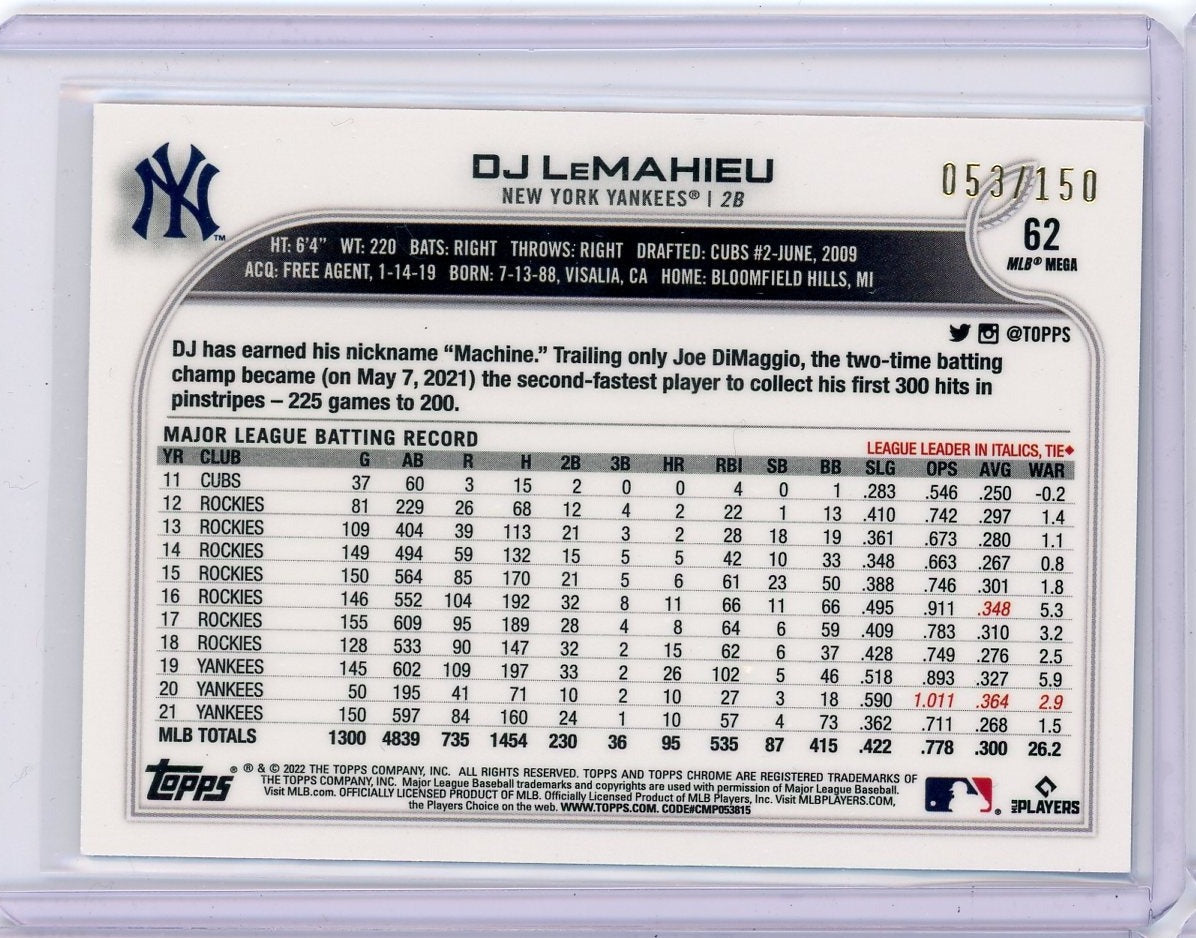 NY
™
DJ LeMAHIEU
NEW YORK YANKEES® | 2B
053/150
62
MLB® MEGA
HT: 6'4" WT: 220 BATS: RIGHT THROWS: RIGHT DRAFTED: CUBS #2-JUNE, 2009
ACQ: FREE AGENT, 1-14-19 BORN: 7-13-88, VISALIA, CA HOME: BLOOMFIELD HILLS, MI
@TOPPS
DJ has earned his nickname “Machine.” Trailing only Joe DiMaggio, the two-time batting
champ became (on May 7, 2021) the second-fastest player to collect his first 300 hits in
pinstripes – 225 games to 200.
MAJOR LEAGUE BATTING RECORD
LEAGUE LEADER IN ITALICS, TIE◆
YR CLUB G AB R H 2B 3B HR RBI SB BB SLG OPS AVG WAR
11 CUBS 37 60 3 15 2 0 0 4 0 1 .283 .546 .250 -0.2
12 ROCKIES 81 229 26 68 12 4 2 22 1 13 .410 .742 .297 1.4
13 ROCKIES 109 404 39 113 21 3 2 28 18 19 .361 .673 .280 1.1
14 ROCKIES 149 494 59 132 15 5 5 42 10 33 .348 .663 .267 0.8
15 ROCKIES 150 564 85 170 21 5 6 61 23 50 .388 .746 .301 1.8
16 ROCKIES 146 552 104 192 32 8 11 66 11 66 .495 .911 .348 5.3
17 ROCKIES 155 609 95 189 28 4 8 64 6 59 .409 .783 .310 3.2
18 ROCKIES 128 533 90 147 32 2 15 62 6 37 .428 .749 .276 2.5
19 YANKEES 145 602 109 197 33 2 26 102 5 46 .518 .893 .327 5.9
20 YANKEES 50 195 41 71 10 2 10 27 3 18 .590 1.011 .364 2.9
21 YANKEES 150 597 84 160 24 1 10 57 4 73 .362 .711 .268 1.5
MLB TOTALS 1300 4839 735 1454 230 36 95 535 87 415 .422 .778 .300 26.2
TOPPS ® ® & © 2022 THE TOPPS COMPANY, INC. ALL RIGHTS RESERVED. TOPPS AND TOPPS CHROME ARE REGISTERED TRADEMARKS OF
THE TOPPS COMPANY, INC. Major League Baseball trademarks and copyrights are used with permission of Major League Baseball.
Visit MLB.com. OFFICIALLY LICENSED PRODUCT OF MLB. Officially Licensed Product of MLB Players, Inc. Visit MLBPLAYERS.COM,
the Players Choice on the web. WWW.TOPPS.COM. CODE#CMP053815
®
MLB PLAYERS